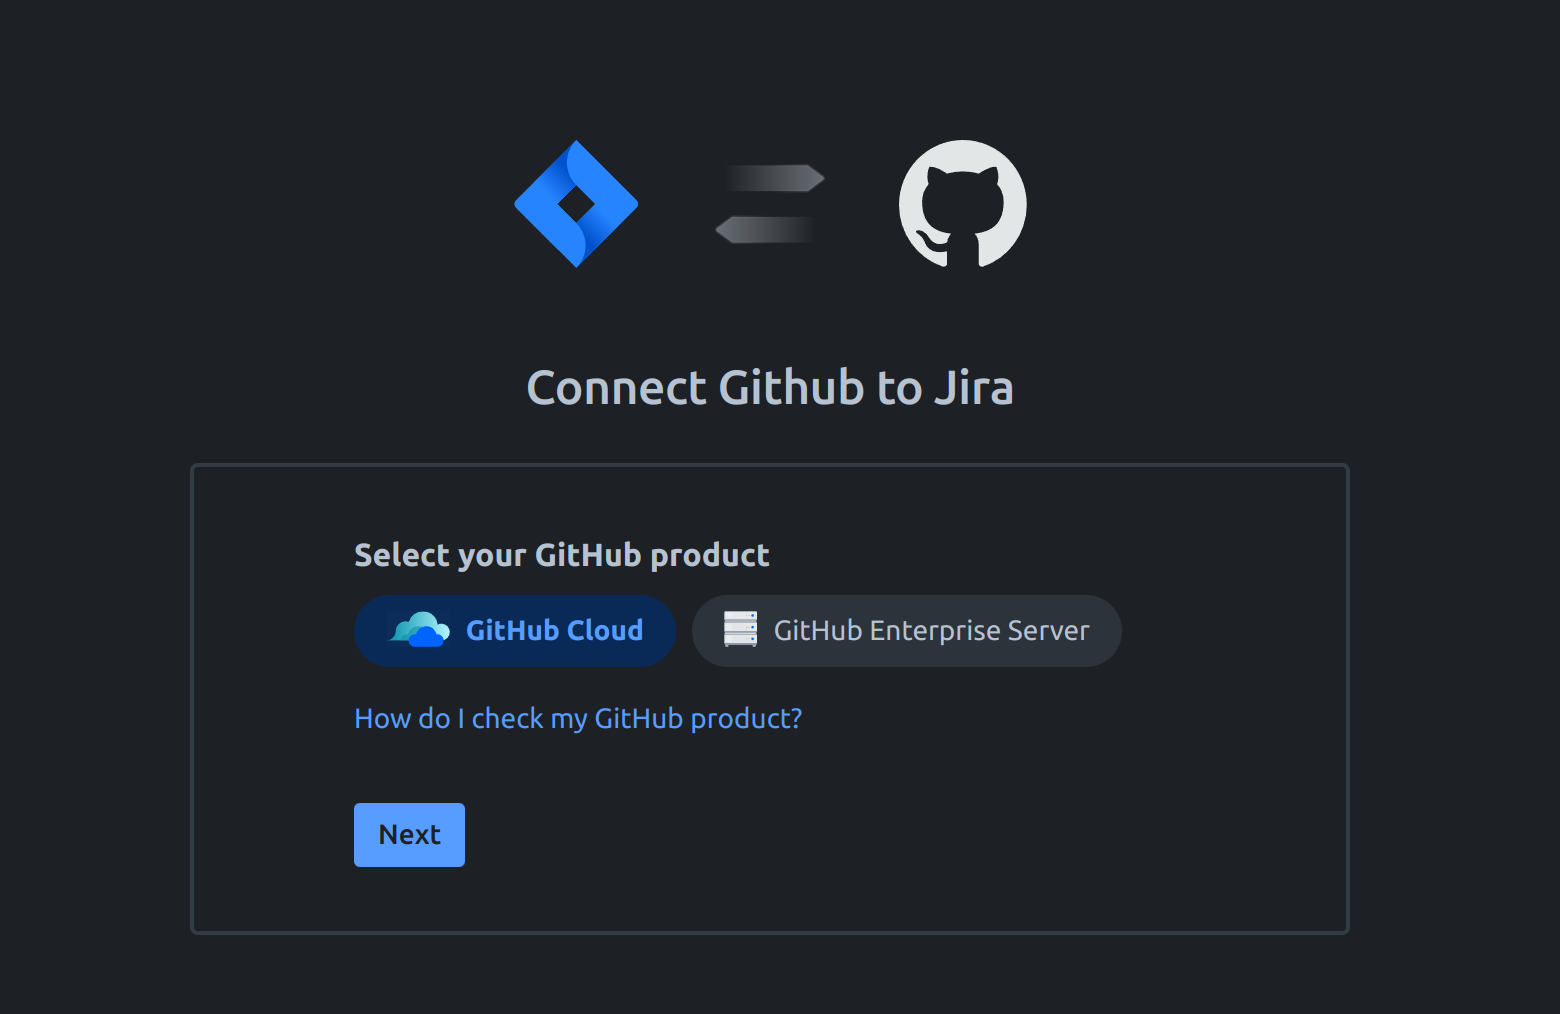 Connect Github to Jira
Select your GitHub product
GitHub Cloud
GitHub Enterprise Server
How do I check my GitHub product?
Next